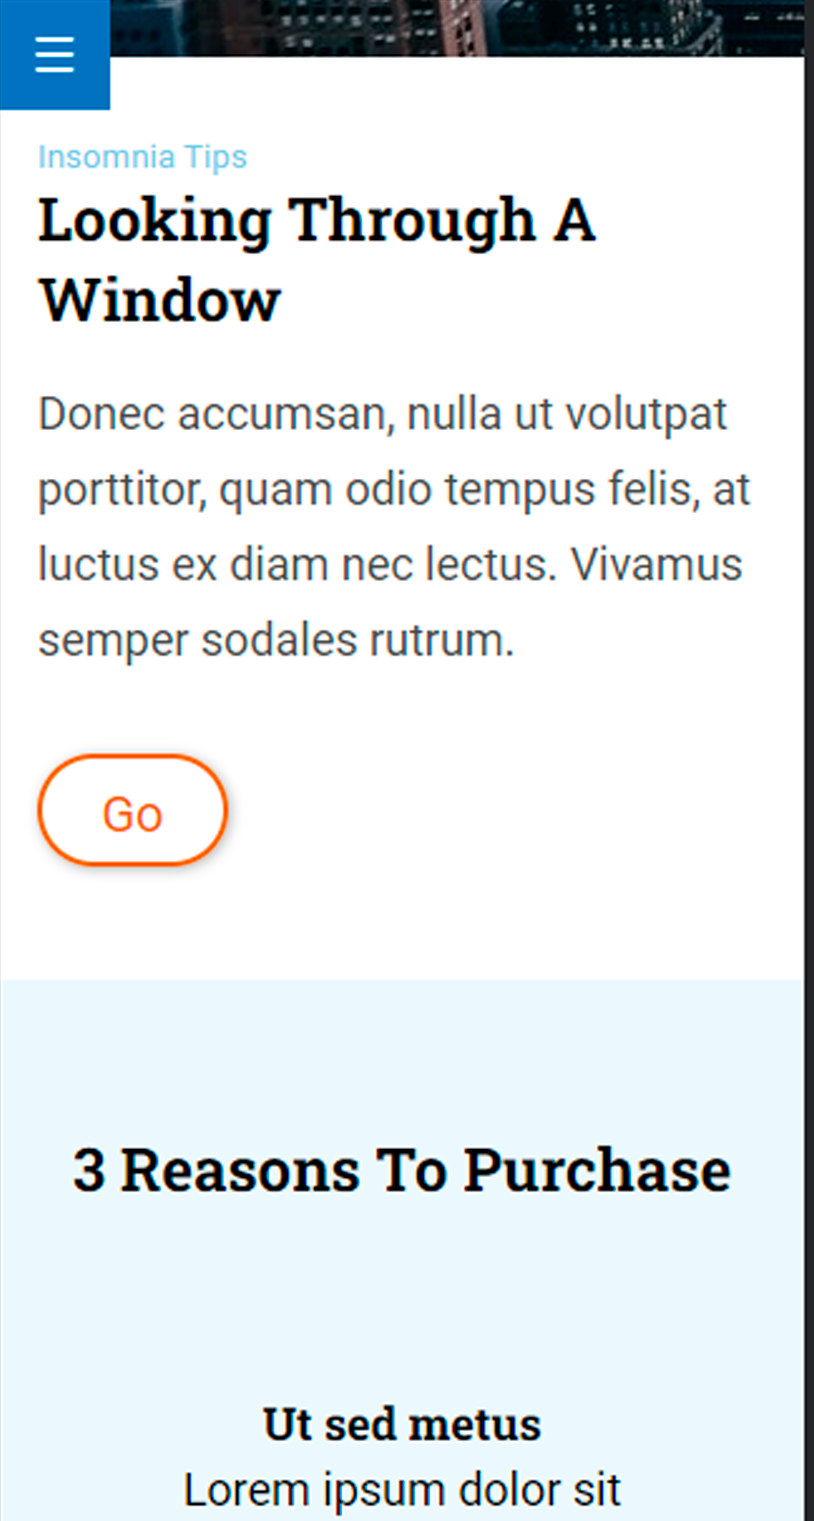 Insomnia Tips
Looking Through A
Window
Donec accumsan, nulla ut volutpat
porttitor, quam odio tempus felis, at
luctus ex diam nec lectus. Vivamus
semper sodales rutrum.
Go
3 Reasons To Purchase
Ut sed metus
Lorem ipsum dolor sit